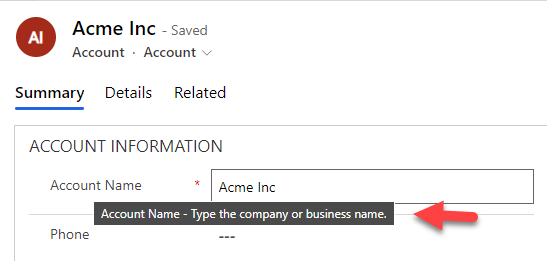 AI
Acme Inc - Saved
Account · Account
Summary Details Related
ACCOUNT INFORMATION
Account Name * Acme Inc
Account Name - Type the company or business name.
Phone ---